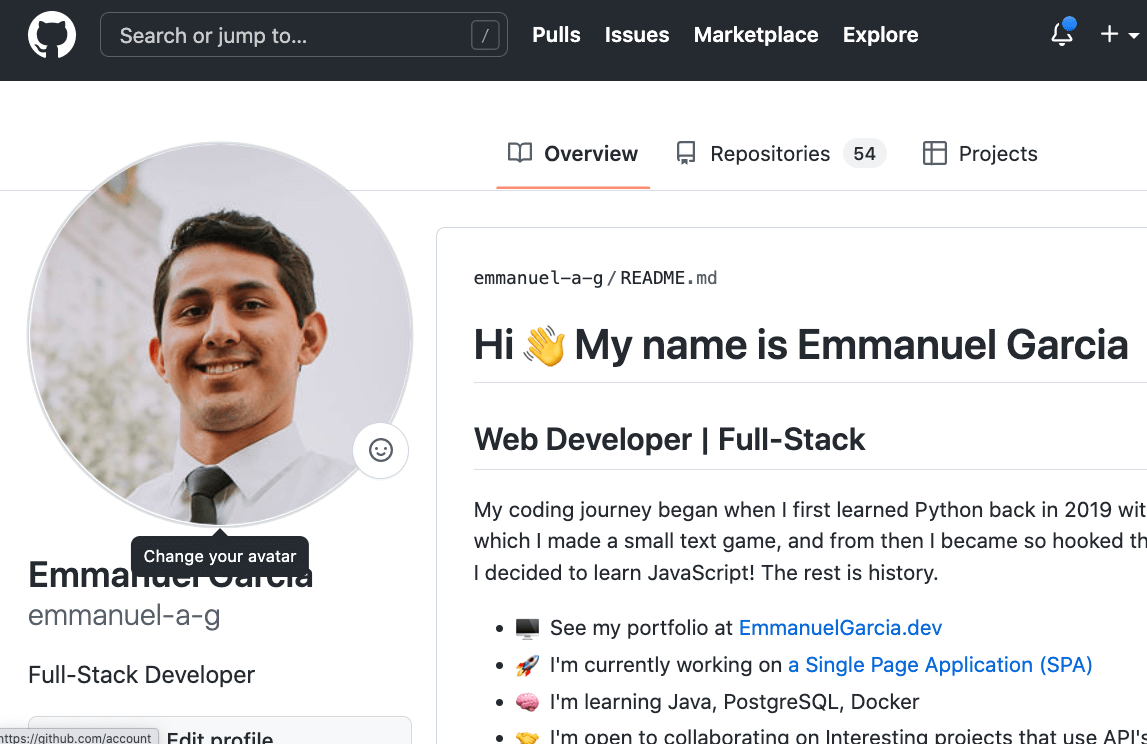 Search or jump to... / Pulls Issues Marketplace Explore
Overview Repositories 54 Projects
emmanuel-a-g/README.md
Hi 👋 My name is Emmanuel Garcia
Web Developer | Full-Stack
My coding journey began when I first learned Python back in 2019 wit
which I made a small text game, and from then I became so hooked th
I decided to learn JavaScript! The rest is history.
🖥️ See my portfolio at EmmanuelGarcia.dev
🚀 I'm currently working on a Single Page Application (SPA)
🧠 I'm learning Java, PostgreSQL, Docker
🤝 I'm open to collaborating on Interesting projects that use API's
Change your avatar
Emmanuel Garcia
emmanuel-a-g
Full-Stack Developer
Edit profile
https://github.com/account